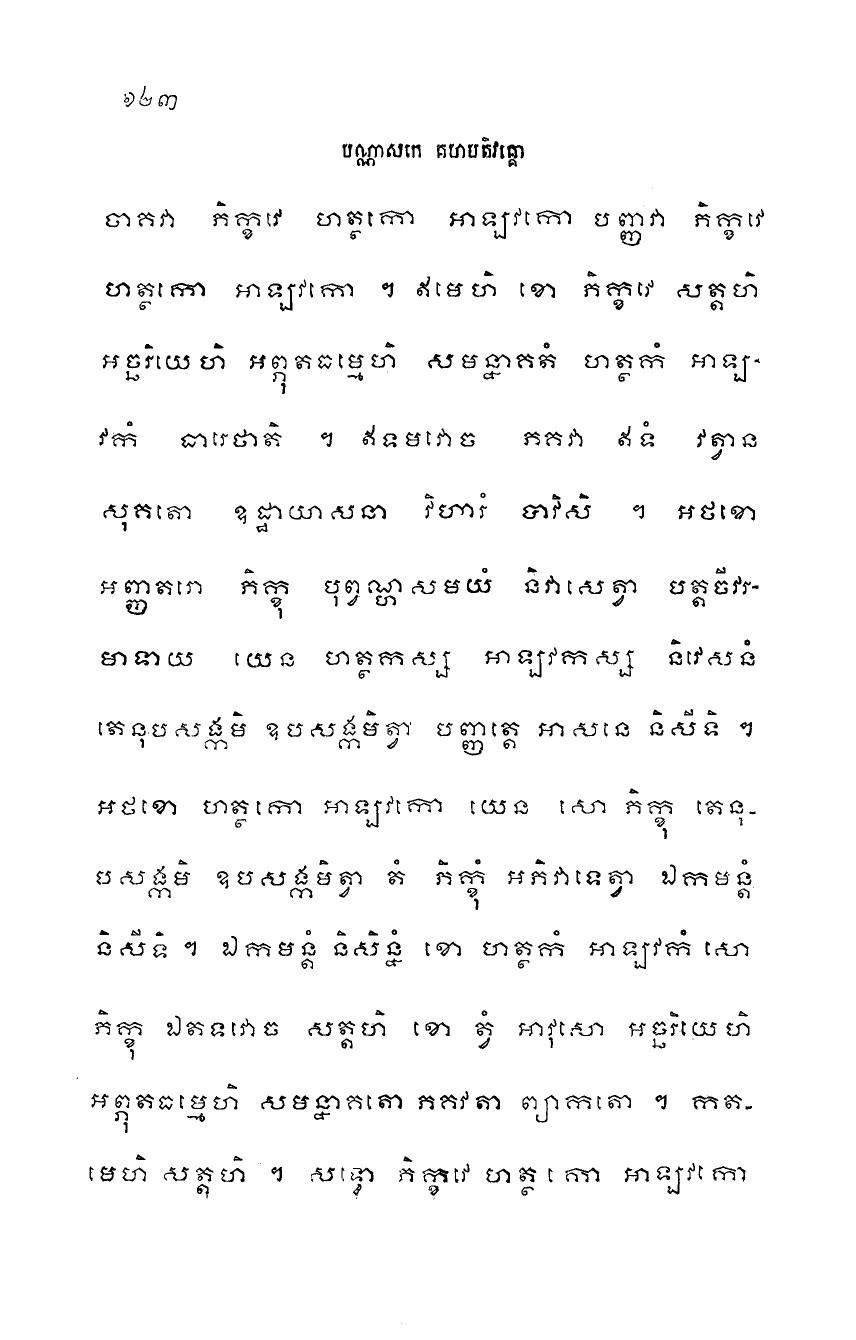 ១២៣
បណ្ណាសកេ គហបតិវគ្គោ
ចាគវា ភិក្ខវេ ហត្ថកោ អាឡវកោ បញ្ញវា ភិក្ខវេ
ហត្ថកោ អាឡវកោ ។ ឥមេហិ ខោ ភិក្ខវេ សត្តហិ
អច្ឆរិយេហិ អព្ភុតធម្មេហិ សមន្នាគតំ ហត្ថកំ អាឡ-
វកំ ធារេថាតិ ។ ឥទមវោច ភគវា ឥទំ វត្វាន
សុគតោ ឧដ្ឋាយាសនា វិហារំ បាវិសិ ។ អថខោ
អញ្ញតរោ ភិក្ខុ បុព្វណ្ហសមយំ និវាសេត្វា បត្តចីវរ-
មាទាយ យេន ហត្ថកស្ស អាឡវកស្ស និវេសនំ
តេនុបសង្កមិ ឧបសង្កមិត្វា បញ្ញត្តេ អាសនេ និសីទិ ។
អថខោ ហត្ថកោ អាឡវកោ យេន សោ ភិក្ខុ តេនុ-
បសង្កមិ ឧបសង្កមិត្វា តំ ភិក្ខុំ អភិវាទេត្វា ឯកមន្តំ
និសីទិ ។ ឯកមន្តំ និសិន្នំ ខោ ហត្ថកំ អាឡវកំ សោ
ភិក្ខុ ឯតទវោច សត្តហិ ខោ ត្វំ អាវុសោ អច្ឆរិយេហិ
អព្ភុតធម្មេហិ សមន្នាគតោ ភគវតា ព្យាកតោ ។ កត-
មេហិ សត្តហិ ។ សទ្ធោ ភិក្ខវេ ហត្ថកោ អាឡវកោ